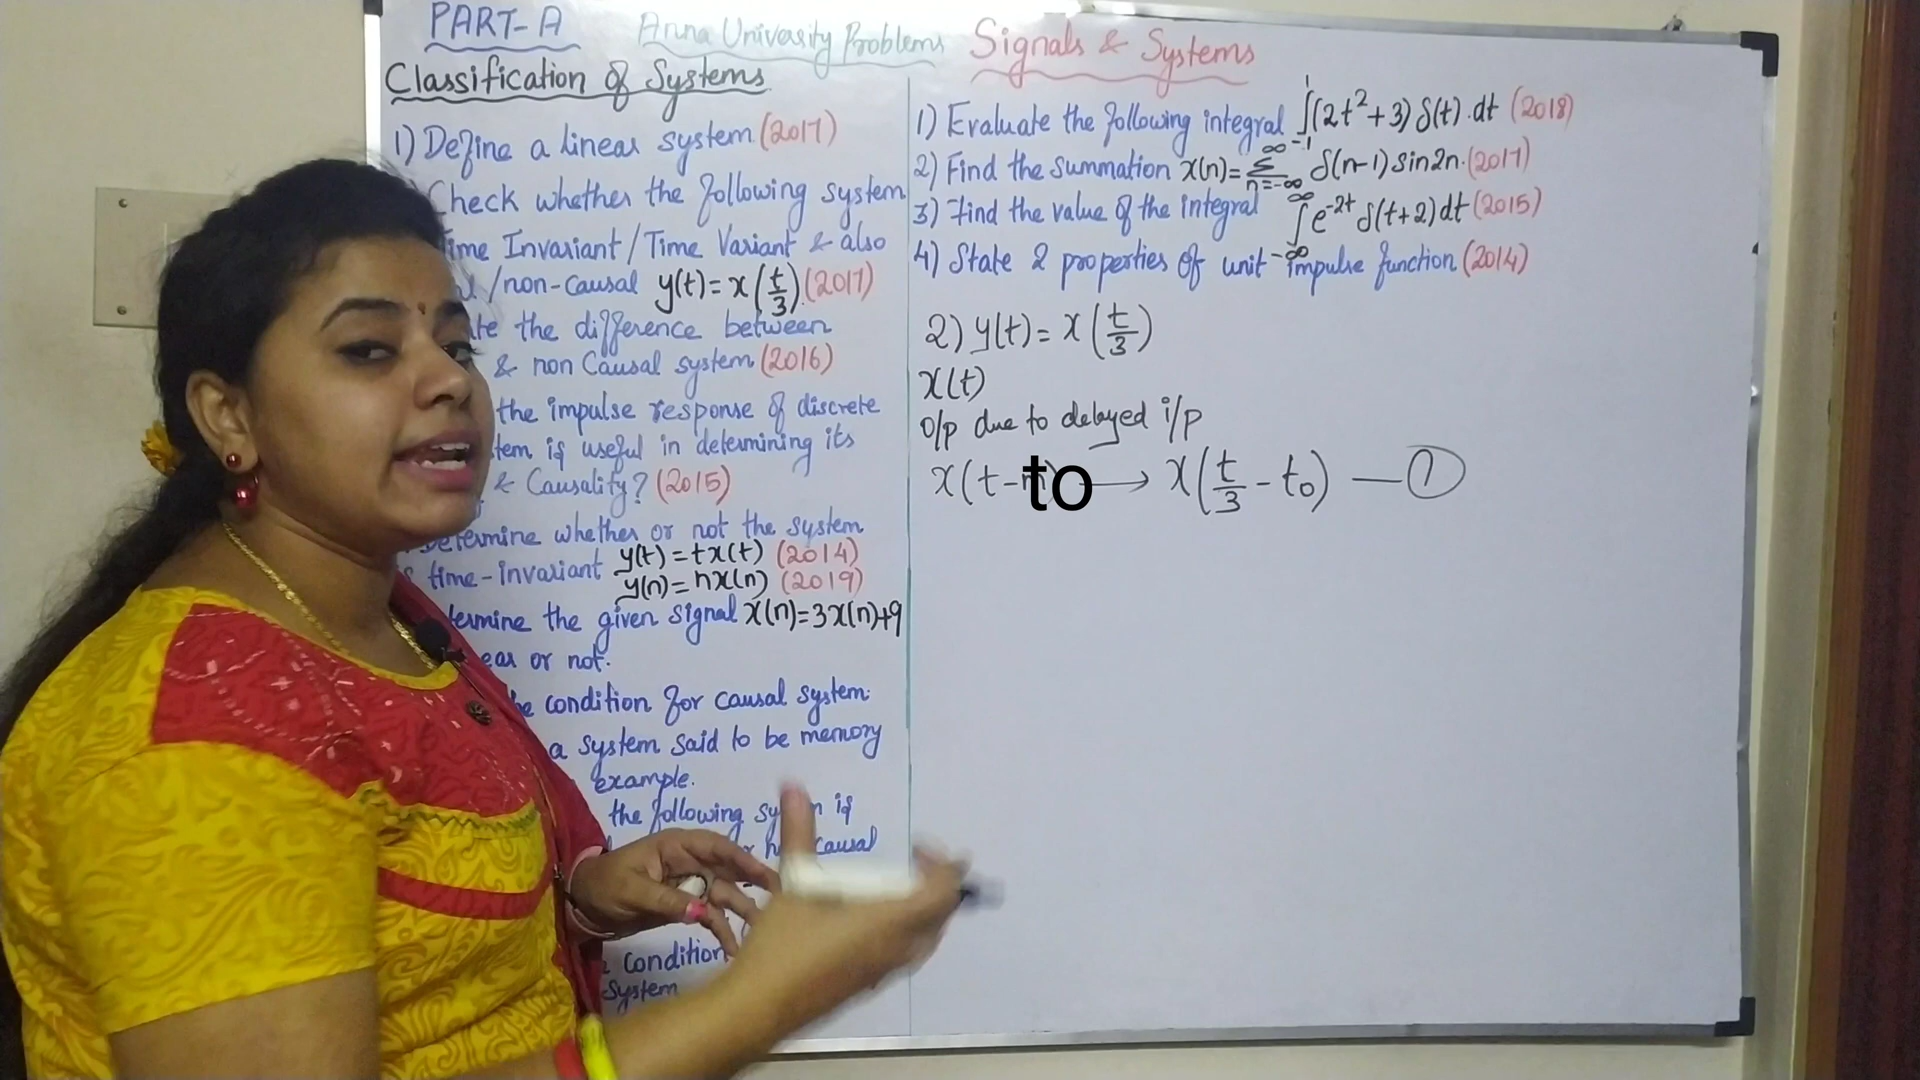 PART-A Anna Univasity Problems Signals & Systems
Classification of Systems
1) Define a linear system (2017)
Check whether the following system
Time Invariant/Time Variant & also
/non-causal y(t)=x(t/3). (2017)
the difference between
& non Causal system (2016)
the impulse response of discrete
is useful in determining its
& Causality? (2015)
Determine whether or not the system
time-invariant y(t)=tx(t) (2014)
y(n)=nx(n) (2019)
the given signal x(n)=3x(n)+9
or not.
condition for causal system.
a system said to be memory
example.
the following is
causal
condition
System
1) Evaluate the following integral ∫₋₁¹(2t²+3) δ(t).dt (2018)
2) Find the summation x(n)=Σ_{n=-∞}^{∞} δ(n-1) sin2n. (2017)
3) Find the value of the integral ∫₋∞^∞ e^{-2t} δ(t+2)dt (2015)
4) State 2 properties of unit impulse function (2014)
2) y(t)=x(t/3)
x(t)
o/p due to delayed i/p
x(t- to → x(t/3 - t₀) — ①